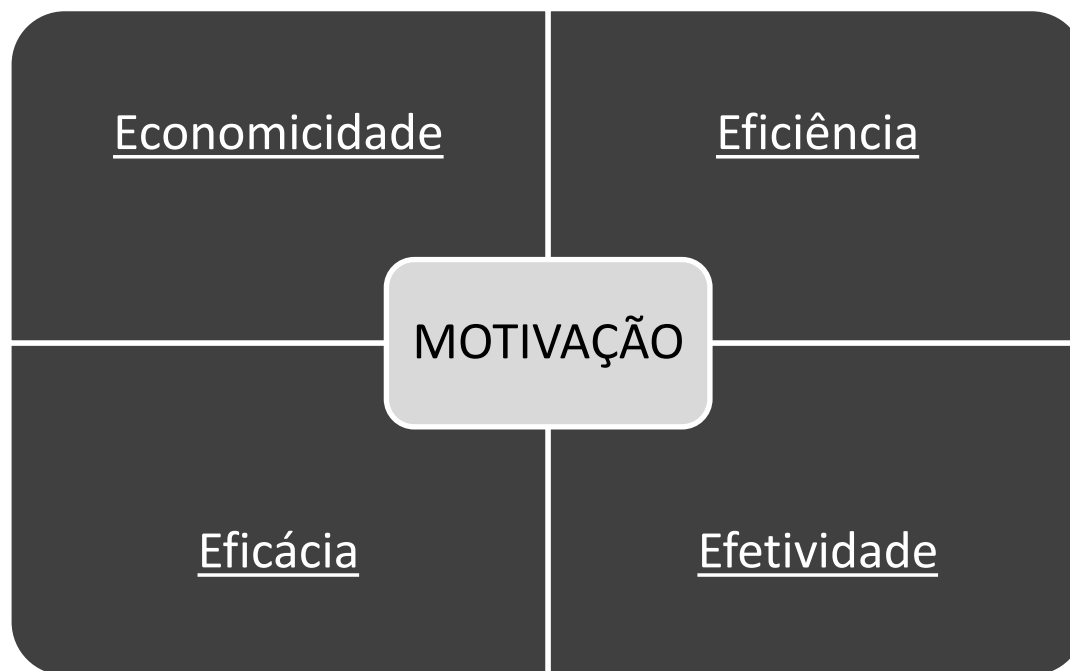 Economicidade
Eficiência
MOTIVAÇÃO
Eficácia
Efetividade